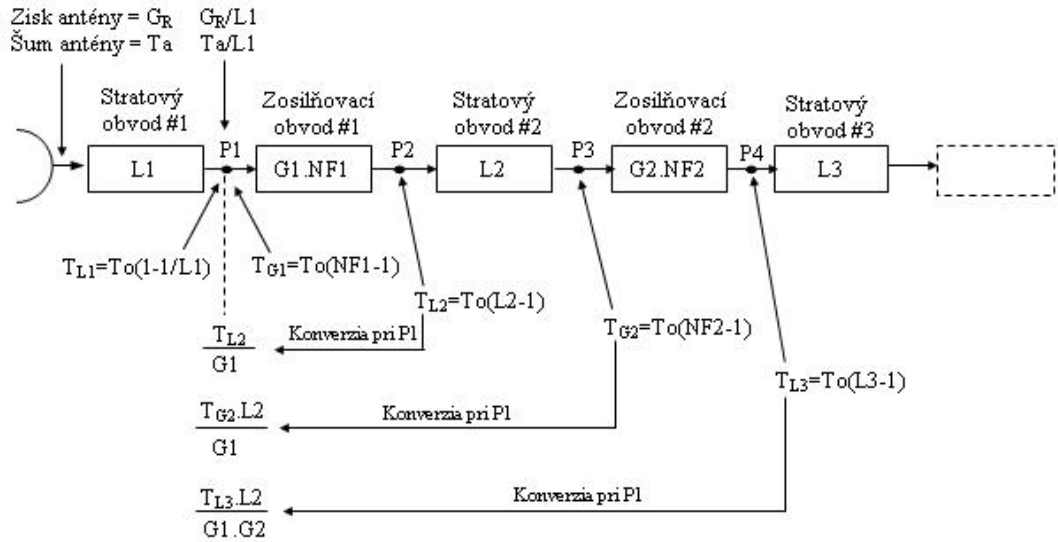 Zisk antény = G_R G_R/L1
Šum antény = Ta Ta/L1
Stratový
obvod #1
Zosilňovací
obvod #1
Stratový
obvod #2
Zosilňovací
obvod #2
Stratový
obvod #3
L1
P1
G1.NF1
P2
L2
P3
G2.NF2
P4
L3
T_L1=To(1-1/L1)
T_G1=To(NF1-1)
T_L2=To(L2-1)
T_G2=To(NF2-1)
T_L3=To(L3-1)
T_L2
G1
Konverzia pri P1
T_G2.L2
G1
Konverzia pri P1
T_L3.L2
G1.G2
Konverzia pri P1